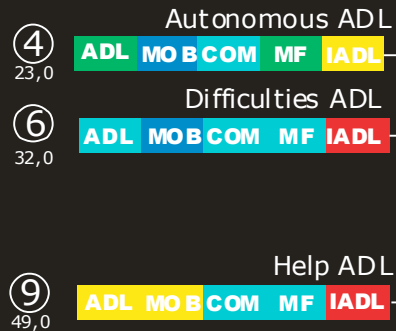 Autonomous ADL
4 ADL MOB COM MF IADL
23,0
Difficulties ADL
6 ADL MOB COM MF IADL
32,0
Help ADL
9 ADL MOB COM MF IADL
49,0